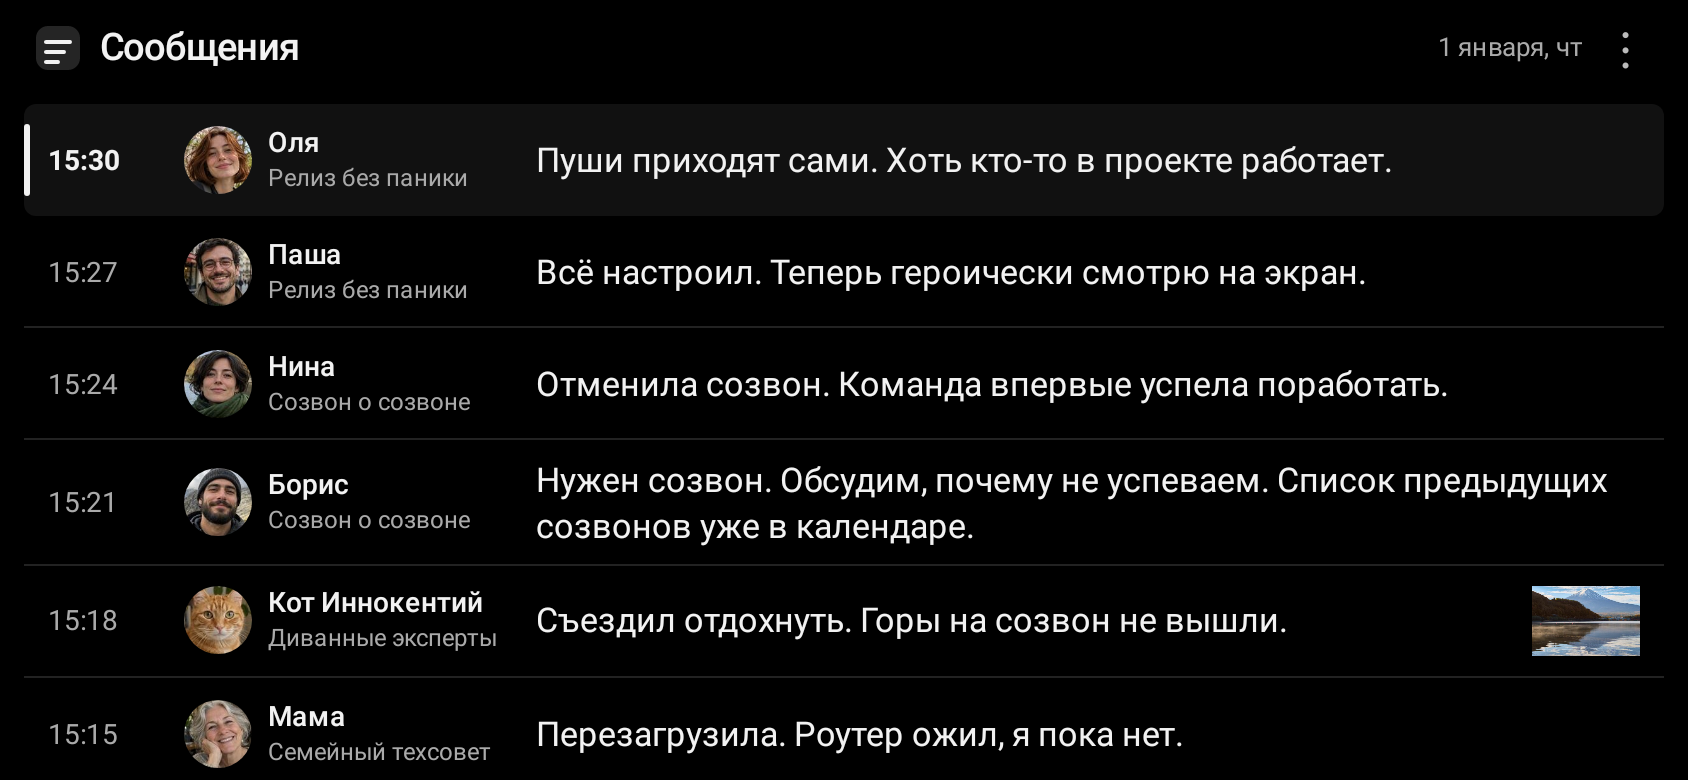 Сообщения
1 января, чт
15:30
Оля
Релиз без паники
Пуши приходят сами. Хоть кто-то в проекте работает.
15:27
Паша
Релиз без паники
Всё настроил. Теперь героически смотрю на экран.
15:24
Нина
Созвон о созвоне
Отменила созвон. Команда впервые успела поработать.
15:21
Борис
Созвон о созвоне
Нужен созвон. Обсудим, почему не успеваем. Список предыдущих
созвонов уже в календаре.
15:18
Кот Иннокентий
Диванные эксперты
Съездил отдохнуть. Горы на созвон не вышли.
15:15
Мама
Семейный техсовет
Перезагрузила. Роутер ожил, я пока нет.